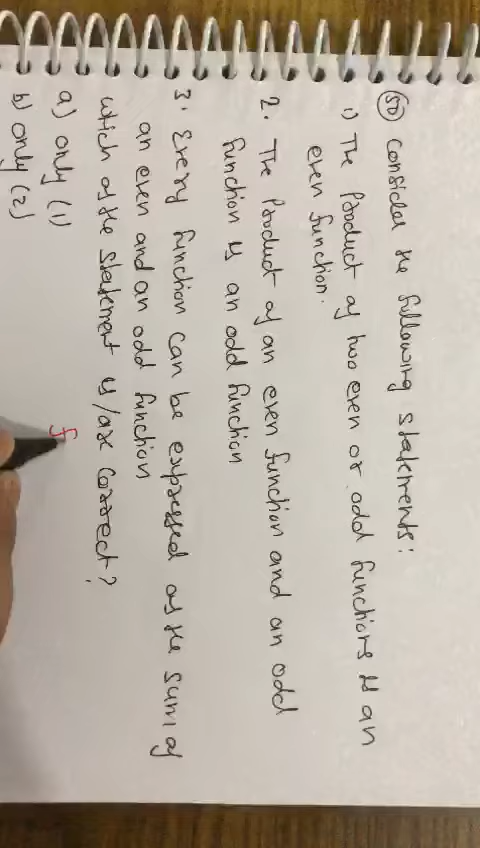 50) Consider the following statements:
1) The Product of two even or odd functions is an
even function.
2. The Product of an even function and an odd
function is an odd function
3. Every function can be expressed as the sum of
an even and an odd function
which of the statement is/are correct?
a) only (1)
b) only (2)
f